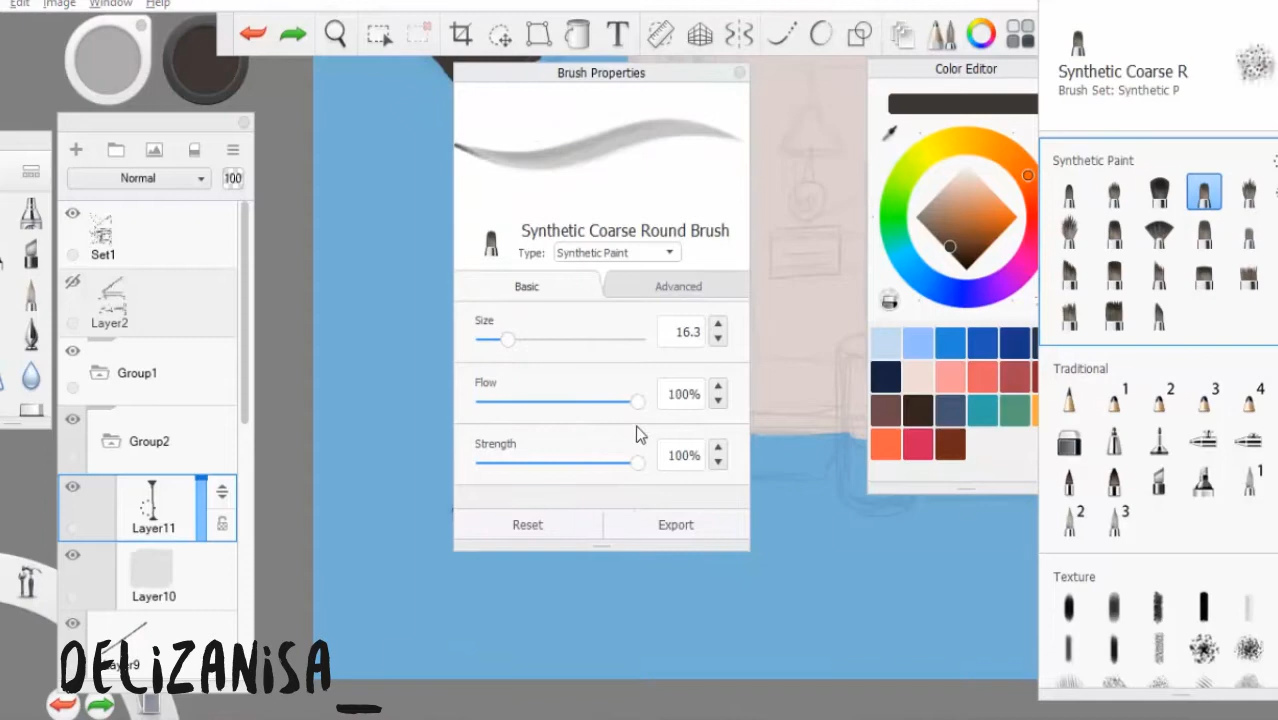 Edit Image Window Help
Brush Properties
Synthetic Coarse Round Brush
Type: Synthetic Paint
Basic
Advanced
Size
16.3
Flow
100%
Strength
100%
Reset
Export
Color Editor
Synthetic Coarse R
Brush Set: Synthetic P
Synthetic Paint
Traditional
1 2 3 4
1
2 3
Texture
Normal
100
Set1
Layer2
Group1
Group2
Layer11
Layer10
Layer9
DELiZANiSA_
T